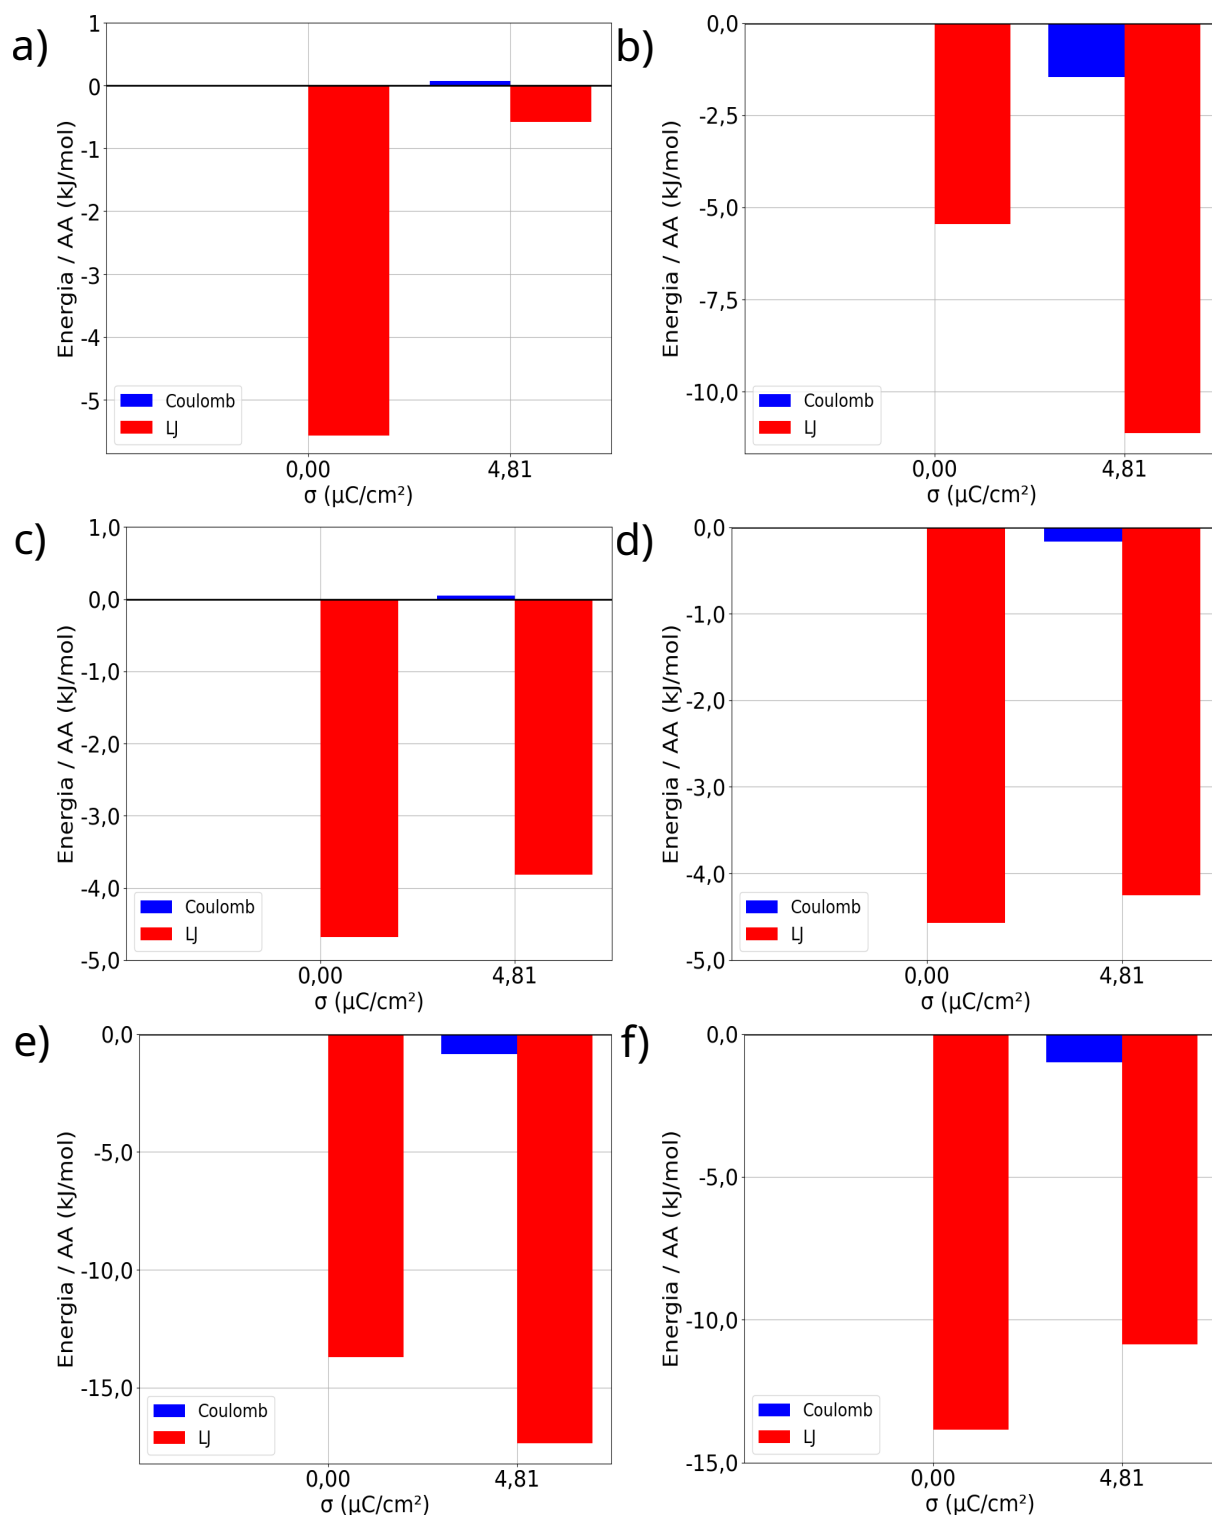 a)
1
0
-1
-2
-3
-4
-5
Energia / AA (kJ/mol)
Coulomb
LJ
0,00 4,81
σ (μC/cm²)
b)
0,0
-2,5
-5,0
-7,5
-10,0
Energia / AA (kJ/mol)
Coulomb
LJ
0,00 4,81
σ (μC/cm²)
c)
1,0
0,0
-1,0
-2,0
-3,0
-4,0
-5,0
Energia / AA (kJ/mol)
Coulomb
LJ
0,00 4,81
σ (μC/cm²)
d)
0,0
-1,0
-2,0
-3,0
-4,0
-5,0
Energia / AA (kJ/mol)
Coulomb
LJ
0,00 4,81
σ (μC/cm²)
e)
0,0
-5,0
-10,0
-15,0
Energia / AA (kJ/mol)
Coulomb
LJ
0,00 4,81
σ (μC/cm²)
f)
0,0
-5,0
-10,0
-15,0
Energia / AA (kJ/mol)
Coulomb
LJ
0,00 4,81
σ (μC/cm²)